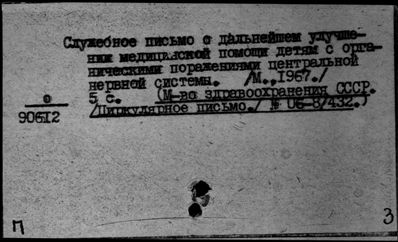 Служебное письмо о дальнейшем улучше-
нии медицинской помощи детям с орга-
ническими поражениями центральной
нервной системы. /М.,1967./
5 с. (М-во здравоохранения СССР.
/Циркулярное письмо./ № 06-8/432.)
о
90612
П
3